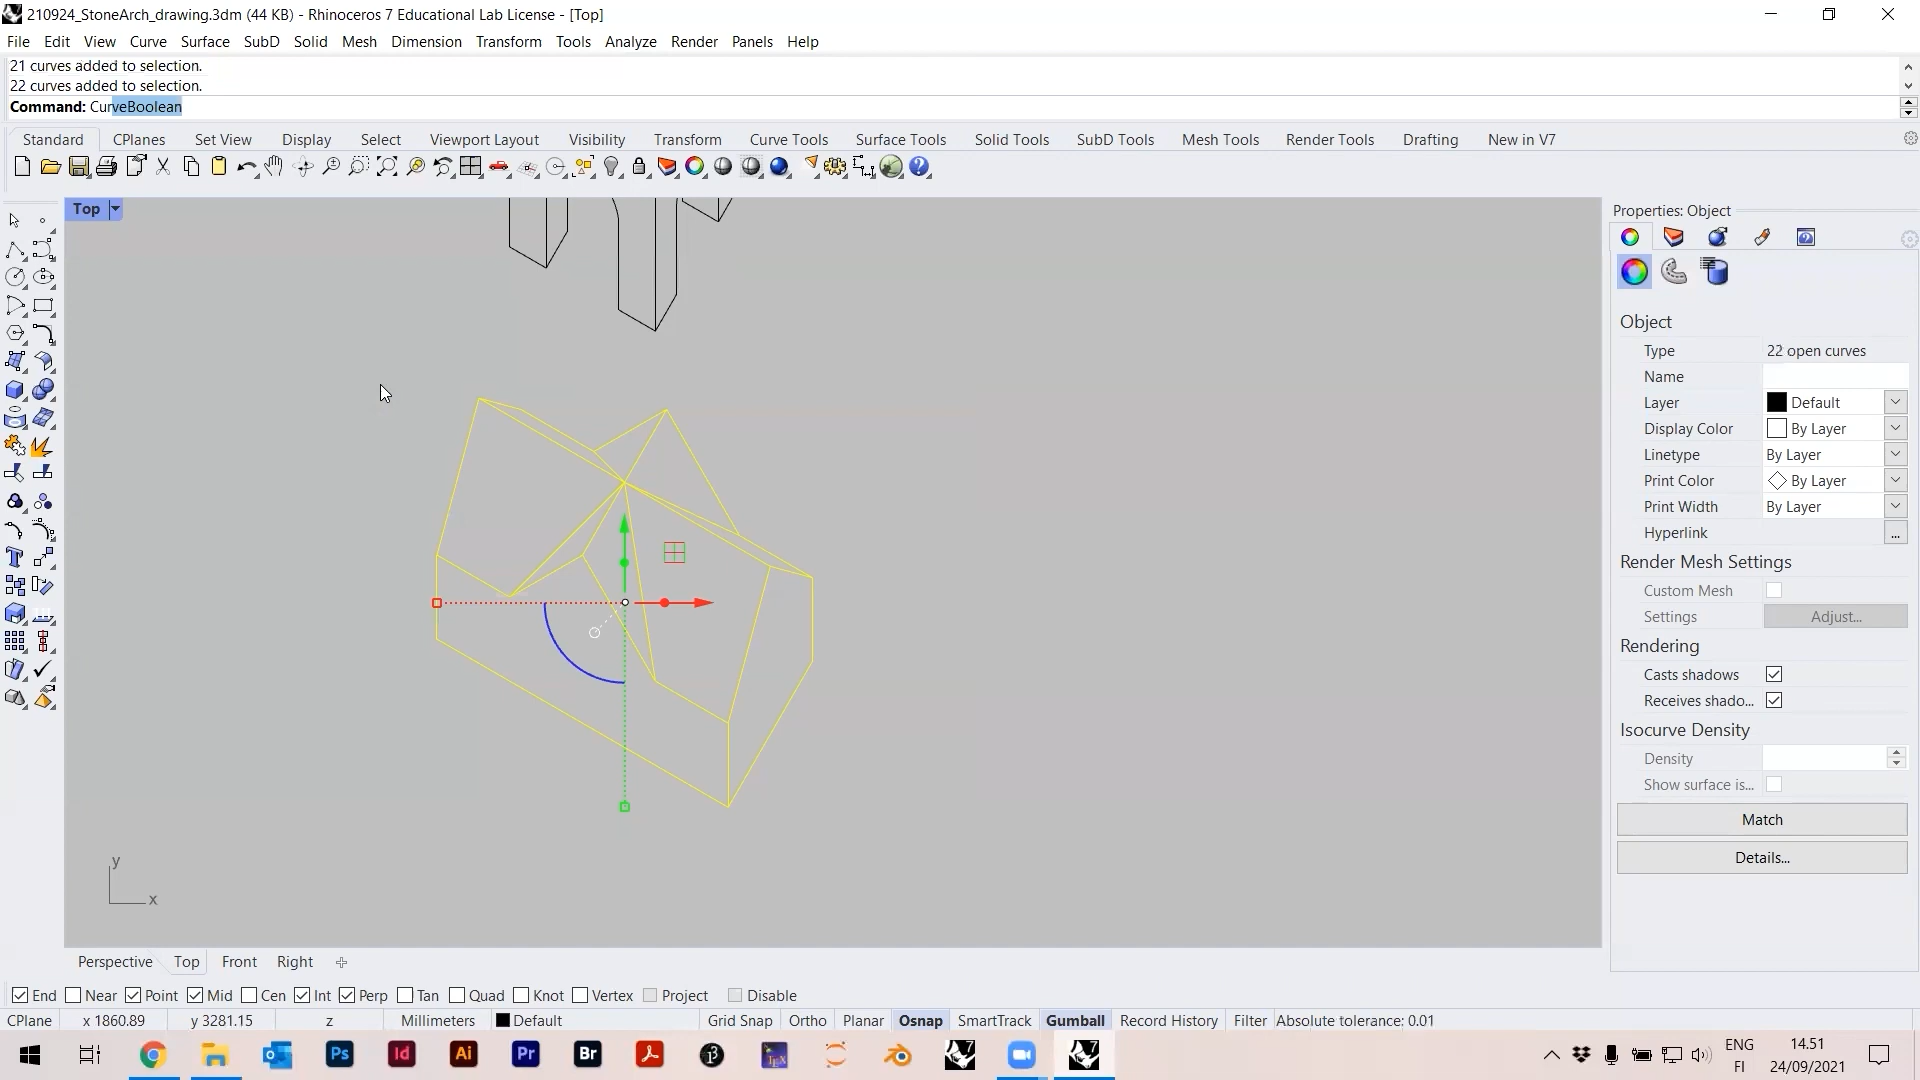 210924_StoneArch_drawing.3dm (44 KB) - Rhinoceros 7 Educational Lab License - [Top]
File Edit View Curve Surface SubD Solid Mesh Dimension Transform Tools Analyze Render Panels Help
21 curves added to selection.
22 curves added to selection.
Command: CurveBoolean
Standard CPlanes Set View Display Select Viewport Layout Visibility Transform Curve Tools Surface Tools Solid Tools SubD Tools Mesh Tools Render Tools Drafting New in V7
Top
Properties: Object
Object
Type 22 open curves
Name
Layer Default
Display Color By Layer
Linetype By Layer
Print Color By Layer
Print Width By Layer
Hyperlink ...
Render Mesh Settings
Custom Mesh
Settings Adjust...
Rendering
Casts shadows
Receives shado...
Isocurve Density
Density
Show surface is...
Match
Details...
y
x
Perspective Top Front Right
End Near Point Mid Cen Int Perp Tan Quad Knot Vertex Project Disable
CPlane x 1860.89 y 3281.15 z Millimeters Default Grid Snap Ortho Planar Osnap SmartTrack Gumball Record History Filter Absolute tolerance: 0.01
Ps Id Ai Pr Br
ENG
FI
14.51
24/09/2021